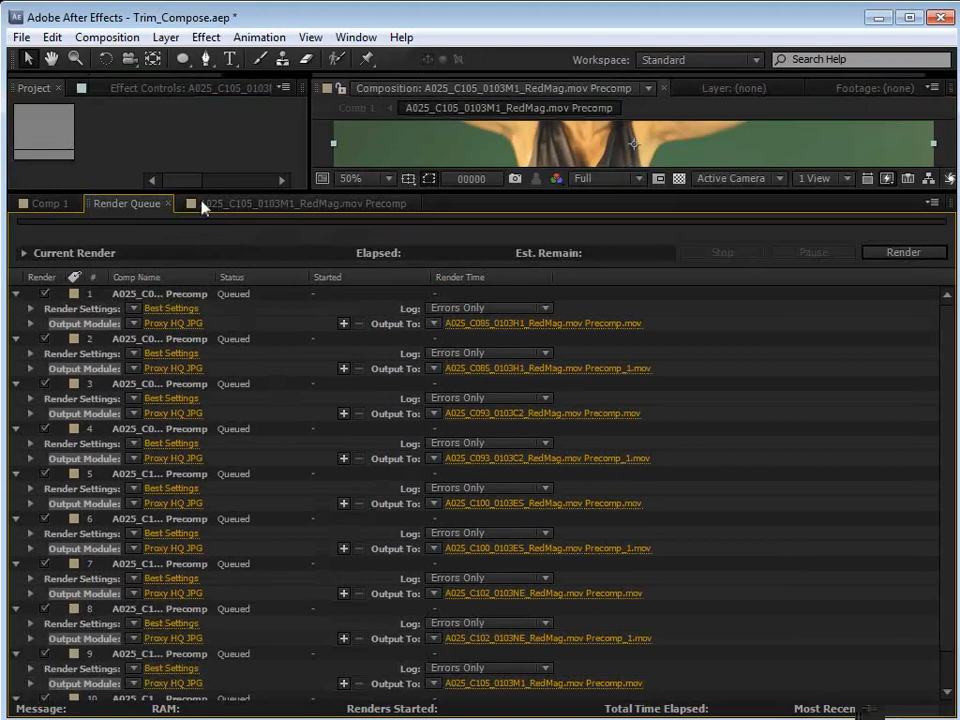 Adobe After Effects - Trim_Compose.aep *
File Edit Composition Layer Effect Animation View Window Help
Workspace: Standard Search Help
Project × Effect Controls: A025_C105_0103 Composition: A025_C105_0103M1_RedMag.mov Precomp × Layer: (none) Footage: (none)
Comp 1 A025_C105_0103M1_RedMag.mov Precomp
50% 00000 Full Active Camera 1 View
Comp 1 Render Queue × A025_C105_0103M1_RedMag.mov Precomp
Current Render Elapsed: Est. Remain: Stop Pause Render
Render # Comp Name Status Started Render Time
1 A025_C0... Precomp Queued - -
Render Settings: Best Settings Log: Errors Only
Output Module: Proxy HQ JPG + Output To: A025_C085_0103H1_RedMag.mov Precomp.mov
2 A025_C0... Precomp Queued - -
Render Settings: Best Settings Log: Errors Only
Output Module: Proxy HQ JPG + Output To: A025_C085_0103H1_RedMag.mov Precomp_1.mov
3 A025_C0... Precomp Queued - -
Render Settings: Best Settings Log: Errors Only
Output Module: Proxy HQ JPG + Output To: A025_C093_0103C2_RedMag.mov Precomp.mov
4 A025_C0... Precomp Queued - -
Render Settings: Best Settings Log: Errors Only
Output Module: Proxy HQ JPG + Output To: A025_C093_0103C2_RedMag.mov Precomp_1.mov
5 A025_C1... Precomp Queued - -
Render Settings: Best Settings Log: Errors Only
Output Module: Proxy HQ JPG + Output To: A025_C100_0103ES_RedMag.mov Precomp.mov
6 A025_C1... Precomp Queued - -
Render Settings: Best Settings Log: Errors Only
Output Module: Proxy HQ JPG + Output To: A025_C100_0103ES_RedMag.mov Precomp_1.mov
7 A025_C1... Precomp Queued - -
Render Settings: Best Settings Log: Errors Only
Output Module: Proxy HQ JPG + Output To: A025_C102_0103NE_RedMag.mov Precomp.mov
8 A025_C1... Precomp Queued - -
Render Settings: Best Settings Log: Errors Only
Output Module: Proxy HQ JPG + Output To: A025_C102_0103NE_RedMag.mov Precomp_1.mov
9 A025_C1... Precomp Queued - -
Render Settings: Best Settings Log: Errors Only
Output Module: Proxy HQ JPG + Output To: A025_C105_0103M1_RedMag.mov Precomp.mov
10 A025_C1... Precomp Queued
Message: RAM: Renders Started: Total Time Elapsed: Most Recen